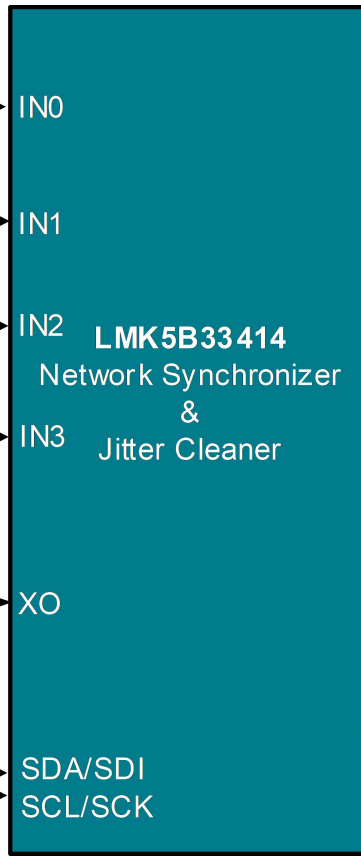 IN0
IN1
IN2
LMK5B33414
Network Synchronizer
&
IN3
Jitter Cleaner
XO
SDA/SDI
SCL/SCK